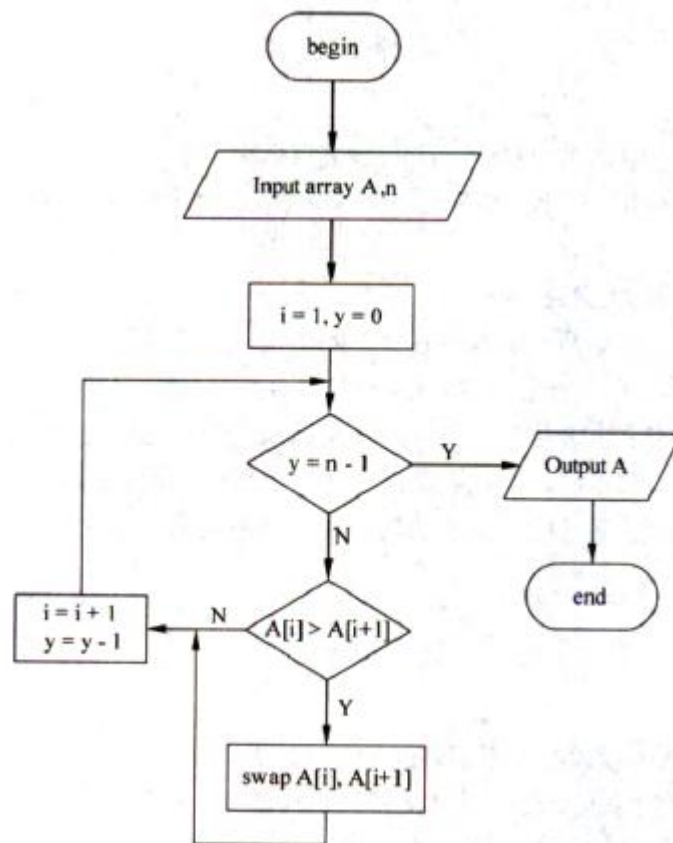 begin
Input array A,n
i = 1, y = 0
y = n - 1
Y
Output A
N
end
A[i] > A[i+1]
N
i = i + 1
y = y - 1
Y
swap A[i], A[i+1]